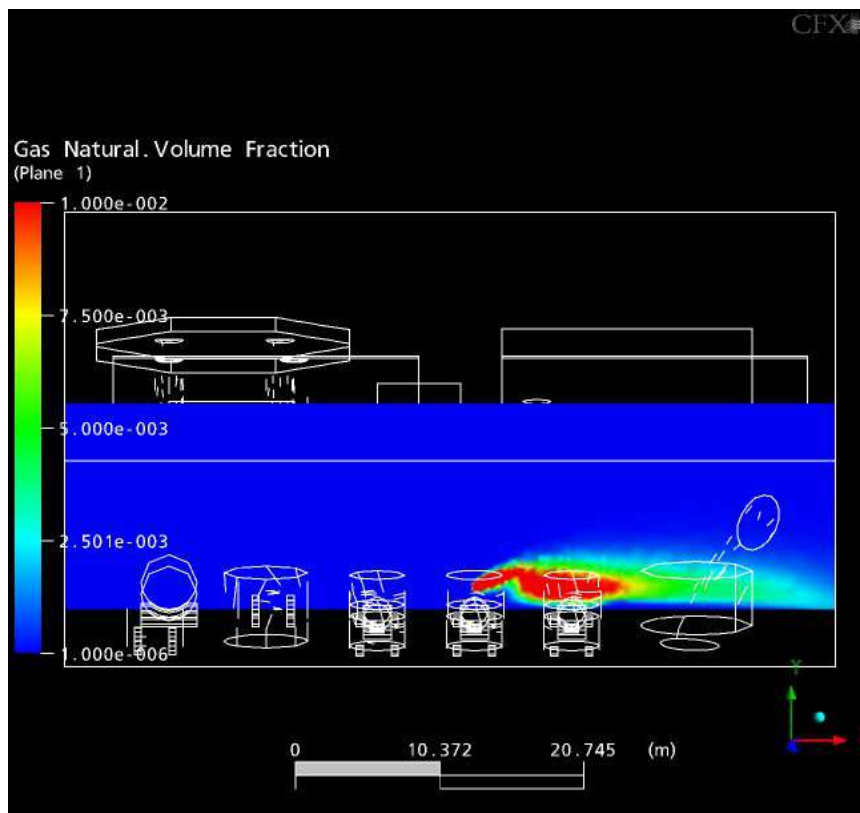 CFX
Gas Natural.Volume Fraction
(Plane 1)
1.000e-002
7.500e-003
5.000e-003
2.501e-003
1.000e-006
Y
0 10.372 20.745 (m)